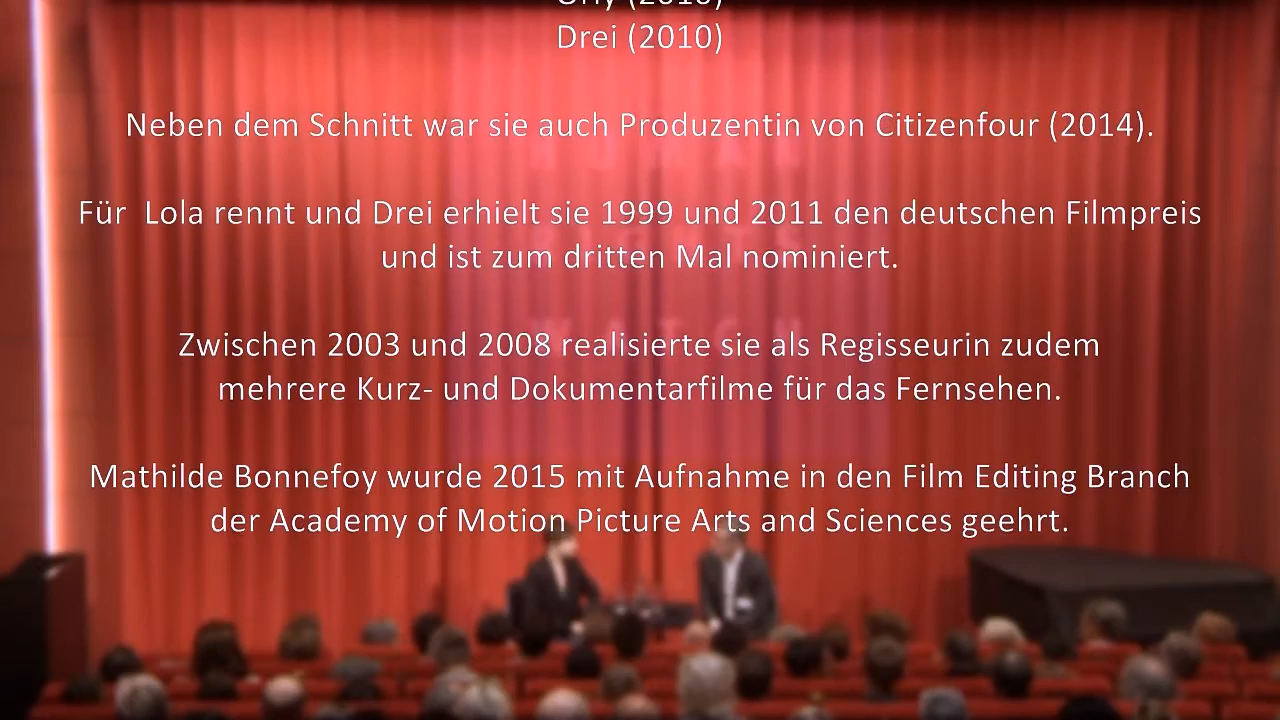 (2010)
Drei (2010)
Neben dem Schnitt war sie auch Produzentin von Citizenfour (2014).
Für  Lola rennt und Drei erhielt sie 1999 und 2011 den deutschen Filmpreis
und ist zum dritten Mal nominiert.
Zwischen 2003 und 2008 realisierte sie als Regisseurin zudem
mehrere Kurz- und Dokumentarfilme für das Fernsehen.
Mathilde Bonnefoy wurde 2015 mit Aufnahme in den Film Editing Branch
der Academy of Motion Picture Arts and Sciences geehrt.